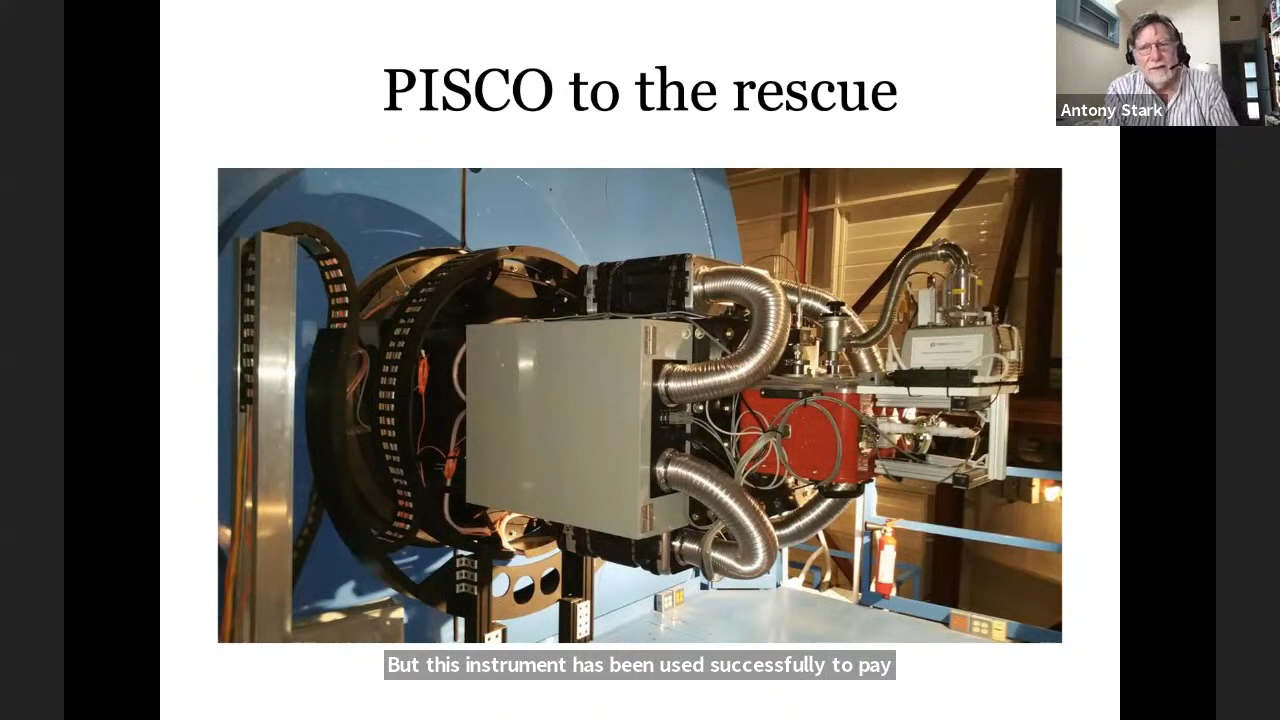 PISCO to the rescue
Antony Stark
But this instrument has been used successfully to pay